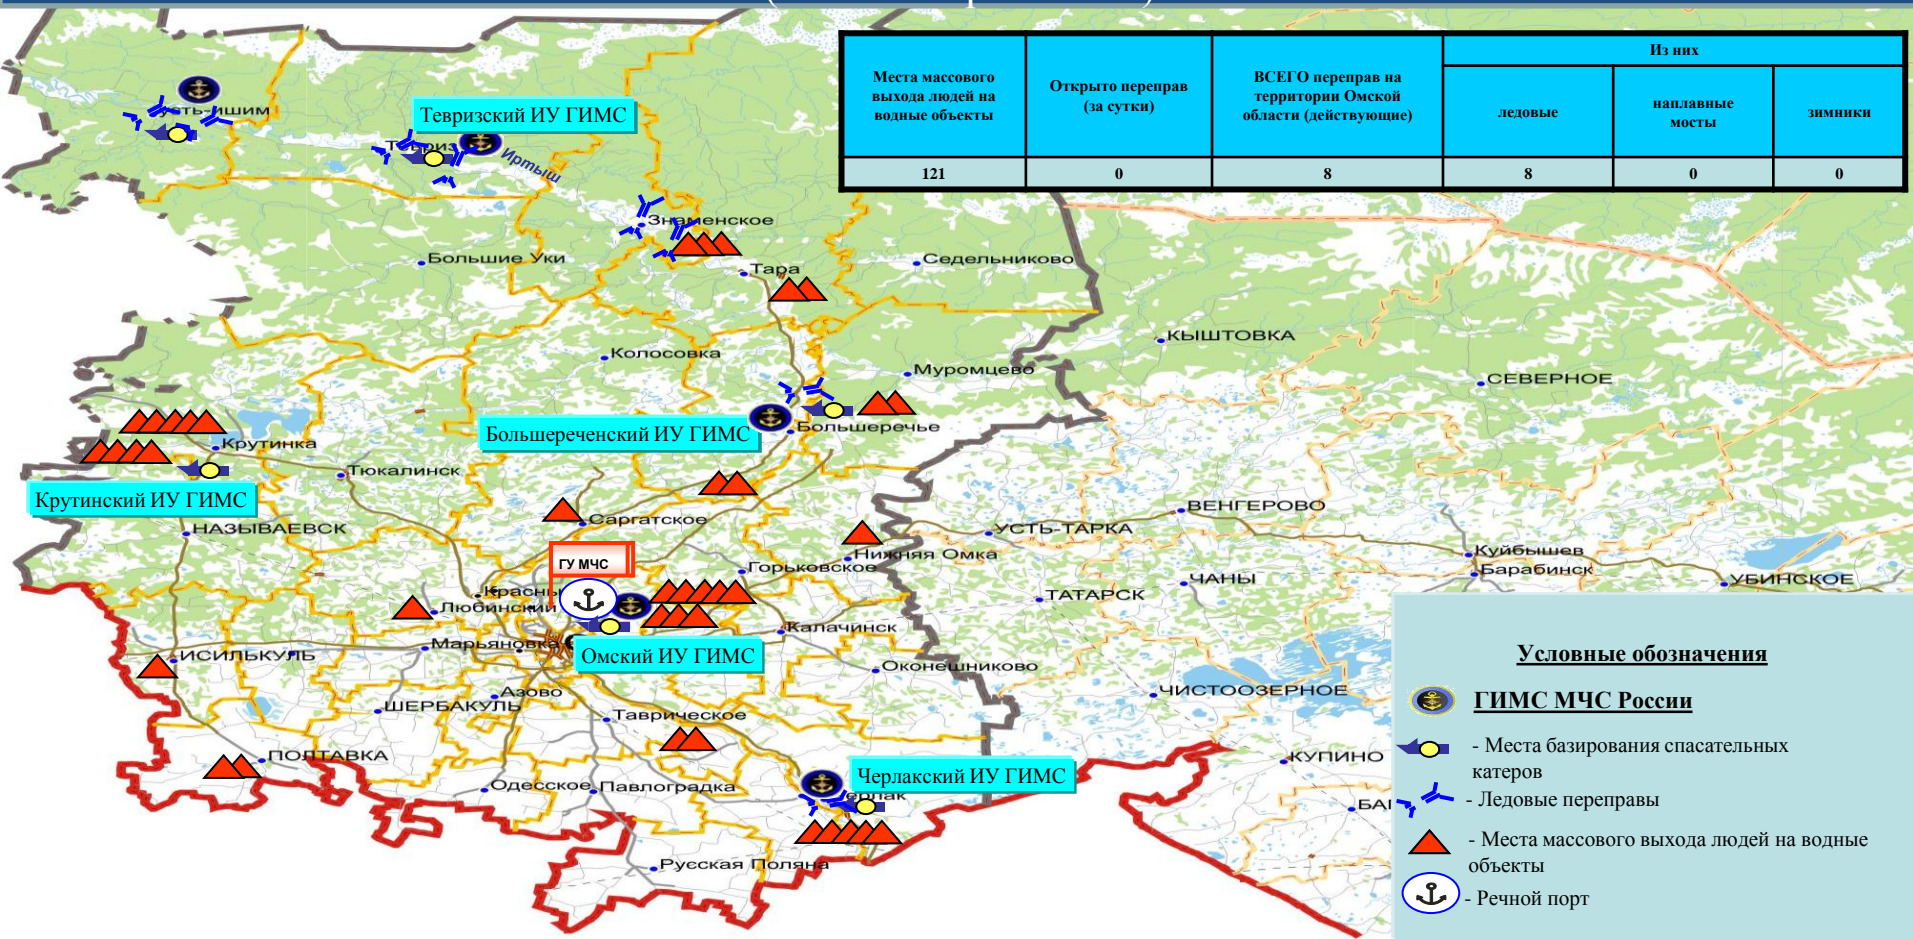 Места массового
выхода людей на
водные объекты
Открыто переправ
(за сутки)
ВСЕГО переправ на
территории Омской
области (действующие)
Из них
ледовые
наплавные
мосты
зимники
121
0
8
8
0
0
Тевризский ИУ ГИМС
Иртыш
Знаменское
Большие Уки
Тара
Седельниково
КЫШТОВКА
Колосовка
Муромцево
СЕВЕРНОЕ
Большереченский ИУ ГИМС
Большеречье
Крутинка
Тюкалинск
Крутинский ИУ ГИМС
НАЗЫВАЕВСК
Саргатское
ВЕНГЕРОВО
УСТЬ-ТАРКА
Нижняя Омка
Куйбышев
Барабинск
ГУ МЧС
Горьковское
ЧАНЫ
УБИНСКОЕ
Любинский
ТАТАРСК
Калачинск
Марьяновка
ИСИЛЬКУЛЬ
Омский ИУ ГИМС
Оконешниково
Азово
ЧИСТООЗЕРНОЕ
ШЕРБАКУЛЬ
Таврическое
ПОЛТАВКА
КУПИНО
Черлакский ИУ ГИМС
Одесское
Павлоградка
Русская Поляна
Условные обозначения
ГИМС МЧС России
- Места базирования спасательных
катеров
- Ледовые переправы
- Места массового выхода людей на водные
объекты
- Речной порт